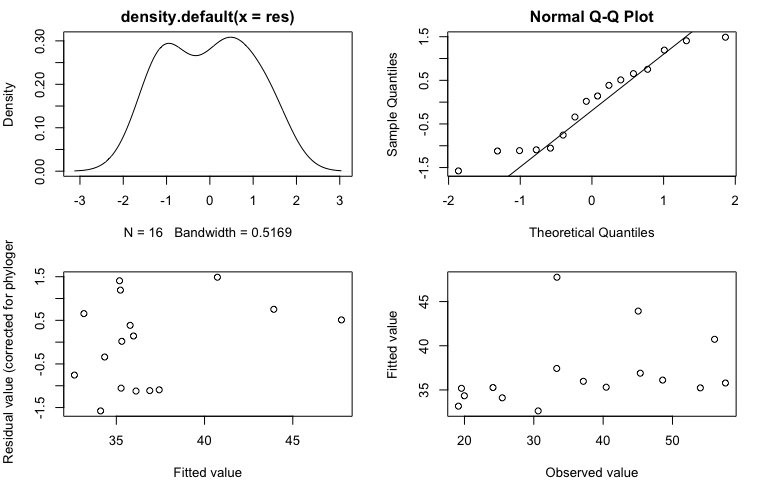 density.default(x = res)
Density
0.00 0.10 0.20 0.30
-3 -2 -1 0 1 2 3
N = 16 Bandwidth = 0.5169
Normal Q-Q Plot
Sample Quantiles
-1.5 -0.5 0.5 1.5
-2 -1 0 1 2
Theoretical Quantiles
Residual value (corrected for phyloger
-1.5 -0.5 0.5 1.5
35 40 45
Fitted value
Fitted value
35 40 45
20 30 40 50
Observed value